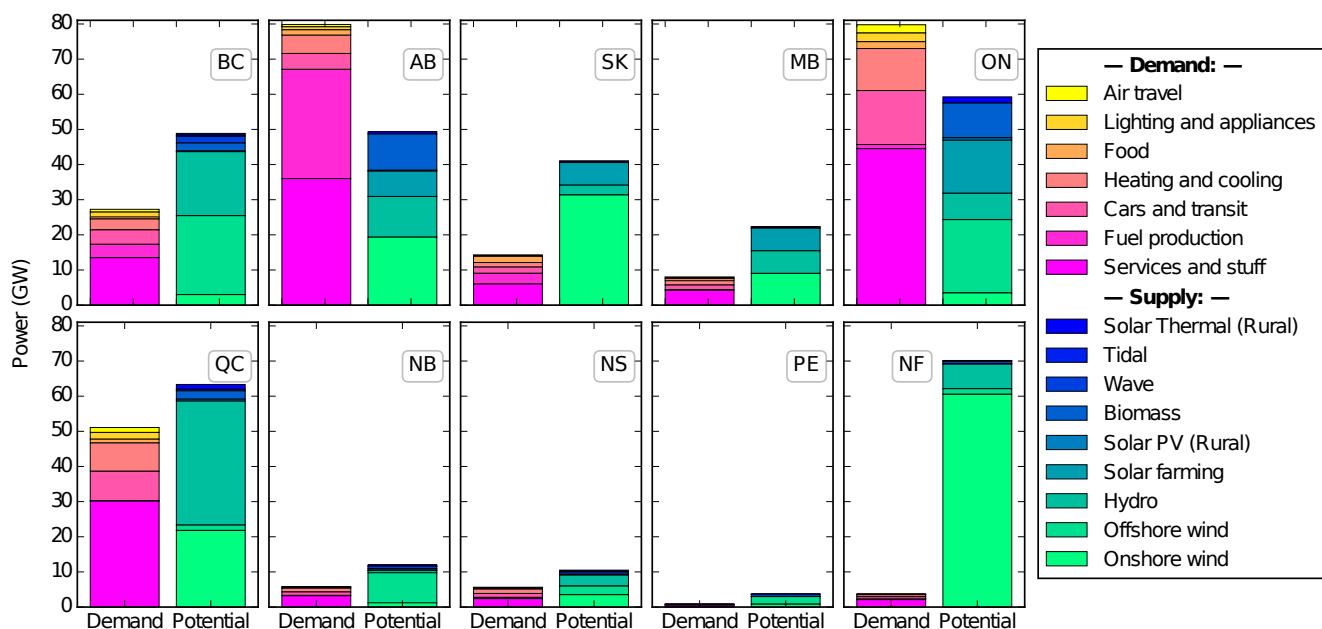 80
70
60
50
40
30
20
10
0
BC
AB
SK
MB
ON
80
70
60
50
40
30
20
10
0
QC
NB
NS
PE
NF
Power (GW)
Demand Potential
Demand Potential
Demand Potential
Demand Potential
Demand Potential
— Demand: —
Air travel
Lighting and appliances
Food
Heating and cooling
Cars and transit
Fuel production
Services and stuff
— Supply: —
Solar Thermal (Rural)
Tidal
Wave
Biomass
Solar PV (Rural)
Solar farming
Hydro
Offshore wind
Onshore wind